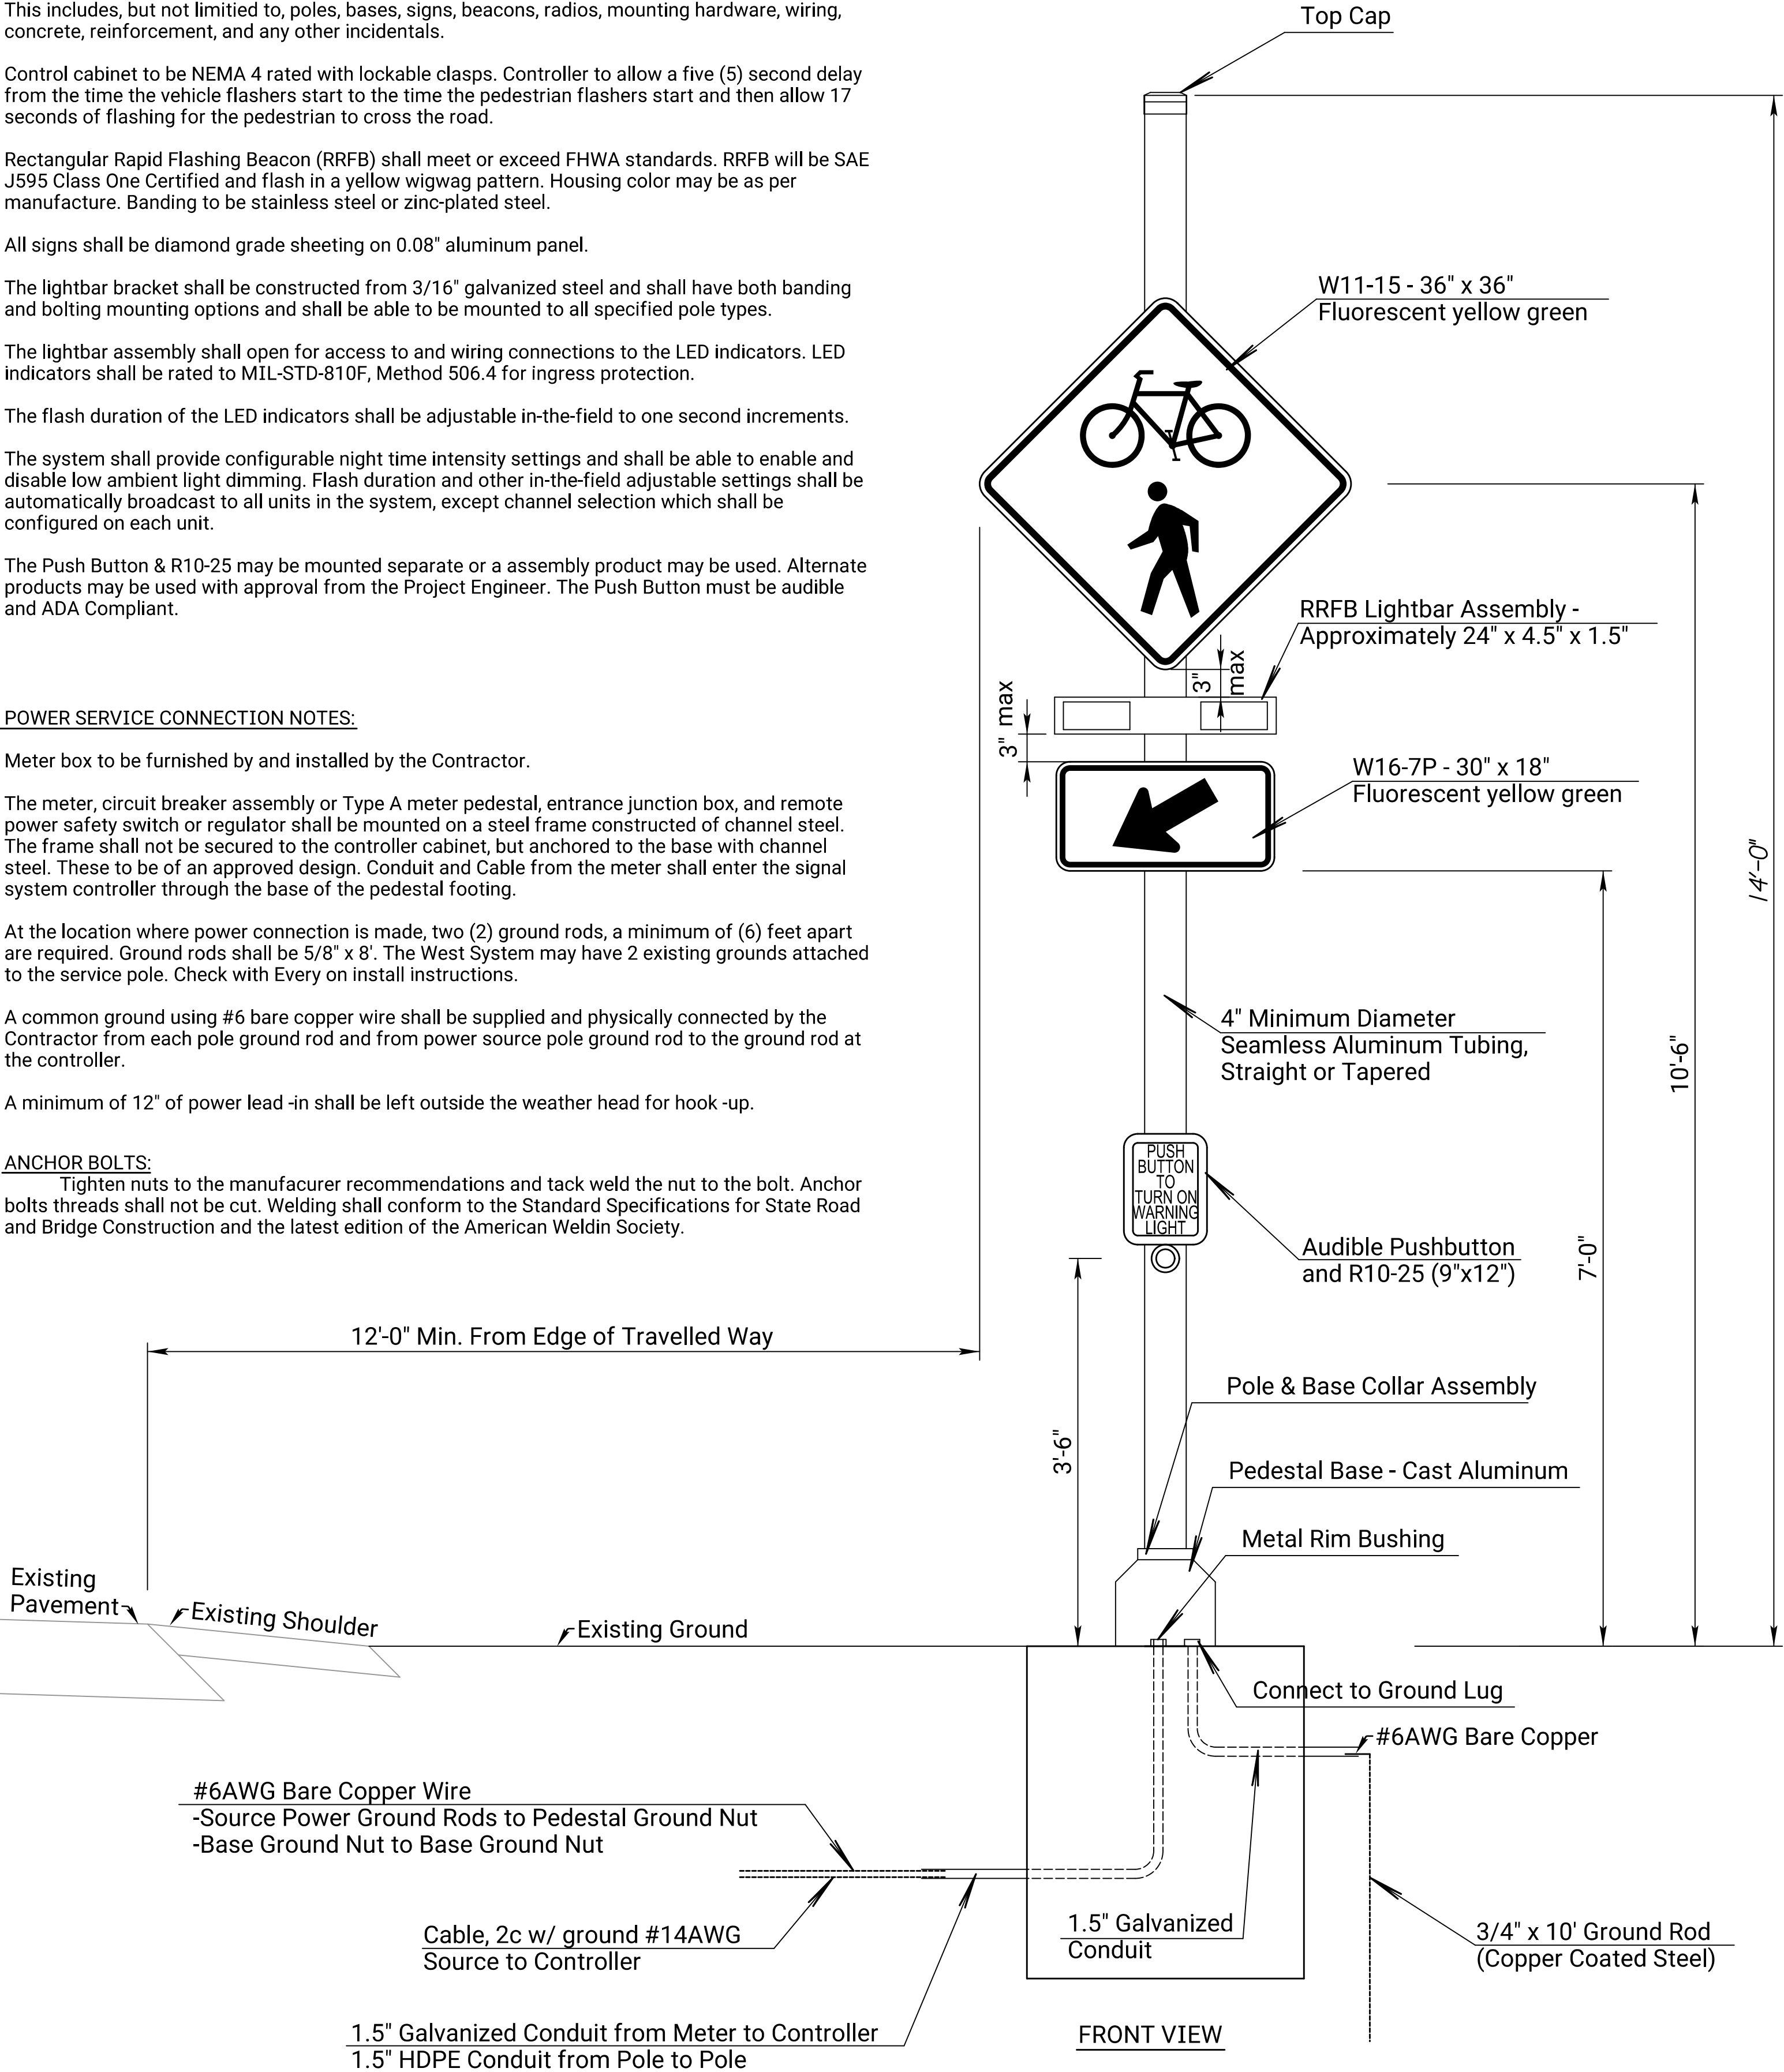 This includes, but not limitied to, poles, bases, signs, beacons, radios, mounting hardware, wiring,
concrete, reinforcement, and any other incidentals.
Control cabinet to be NEMA 4 rated with lockable clasps. Controller to allow a five (5) second delay
from the time the vehicle flashers start to the time the pedestrian flashers start and then allow 17
seconds of flashing for the pedestrian to cross the road.
Rectangular Rapid Flashing Beacon (RRFB) shall meet or exceed FHWA standards. RRFB will be SAE
J595 Class One Certified and flash in a yellow wigwag pattern. Housing color may be as per
manufacture. Banding to be stainless steel or zinc-plated steel.
All signs shall be diamond grade sheeting on 0.08" aluminum panel.
The lightbar bracket shall be constructed from 3/16" galvanized steel and shall have both banding
and bolting mounting options and shall be able to be mounted to all specified pole types.
The lightbar assembly shall open for access to and wiring connections to the LED indicators. LED
indicators shall be rated to MIL-STD-810F, Method 506.4 for ingress protection.
The flash duration of the LED indicators shall be adjustable in-the-field to one second increments.
The system shall provide configurable night time intensity settings and shall be able to enable and
disable low ambient light dimming. Flash duration and other in-the-field adjustable settings shall be
automatically broadcast to all units in the system, except channel selection which shall be
configured on each unit.
The Push Button & R10-25 may be mounted separate or a assembly product may be used. Alternate
products may be used with approval from the Project Engineer. The Push Button must be audible
and ADA Compliant.
POWER SERVICE CONNECTION NOTES:
Meter box to be furnished by and installed by the Contractor.
The meter, circuit breaker assembly or Type A meter pedestal, entrance junction box, and remote
power safety switch or regulator shall be mounted on a steel frame constructed of channel steel.
The frame shall not be secured to the controller cabinet, but anchored to the base with channel
steel. These to be of an approved design. Conduit and Cable from the meter shall enter the signal
system controller through the base of the pedestal footing.
At the location where power connection is made, two (2) ground rods, a minimum of (6) feet apart
are required. Ground rods shall be 5/8" x 8'. The West System may have 2 existing grounds attached
to the service pole. Check with Every on install instructions.
A common ground using #6 bare copper wire shall be supplied and physically connected by the
Contractor from each pole ground rod and from power source pole ground rod to the ground rod at
the controller.
A minimum of 12" of power lead -in shall be left outside the weather head for hook -up.
ANCHOR BOLTS:
Tighten nuts to the manufacurer recommendations and tack weld the nut to the bolt. Anchor
bolts threads shall not be cut. Welding shall conform to the Standard Specifications for State Road
and Bridge Construction and the latest edition of the American Weldin Society.
Top Cap
W11-15 - 36" x 36"
Fluorescent yellow green
RRFB Lightbar Assembly -
Approximately 24" x 4.5" x 1.5"
3"
max
3" max
W16-7P - 30" x 18"
Fluorescent yellow green
14'-0"
10'-6"
4" Minimum Diameter
Seamless Aluminum Tubing,
Straight or Tapered
PUSH
BUTTON
TO
TURN ON
WARNING
LIGHT
Audible Pushbutton
and R10-25 (9"x12")
7'-0"
12'-0" Min. From Edge of Travelled Way
3'-6"
Pole & Base Collar Assembly
Pedestal Base - Cast Aluminum
Metal Rim Bushing
Existing
Pavement
Existing Shoulder
Existing Ground
Connect to Ground Lug
#6AWG Bare Copper
#6AWG Bare Copper Wire
-Source Power Ground Rods to Pedestal Ground Nut
-Base Ground Nut to Base Ground Nut
Cable, 2c w/ ground #14AWG
Source to Controller
1.5" Galvanized
Conduit
3/4" x 10' Ground Rod
(Copper Coated Steel)
1.5" Galvanized Conduit from Meter to Controller
1.5" HDPE Conduit from Pole to Pole
FRONT VIEW